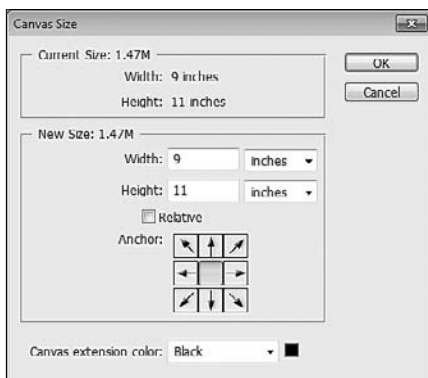 Canvas Size
Current Size: 1.47M
Width: 9 inches
Height: 11 inches
OK
Cancel
New Size: 1.47M
Width: 9 inches
Height: 11 inches
Relative
Anchor:
Canvas extension color: Black